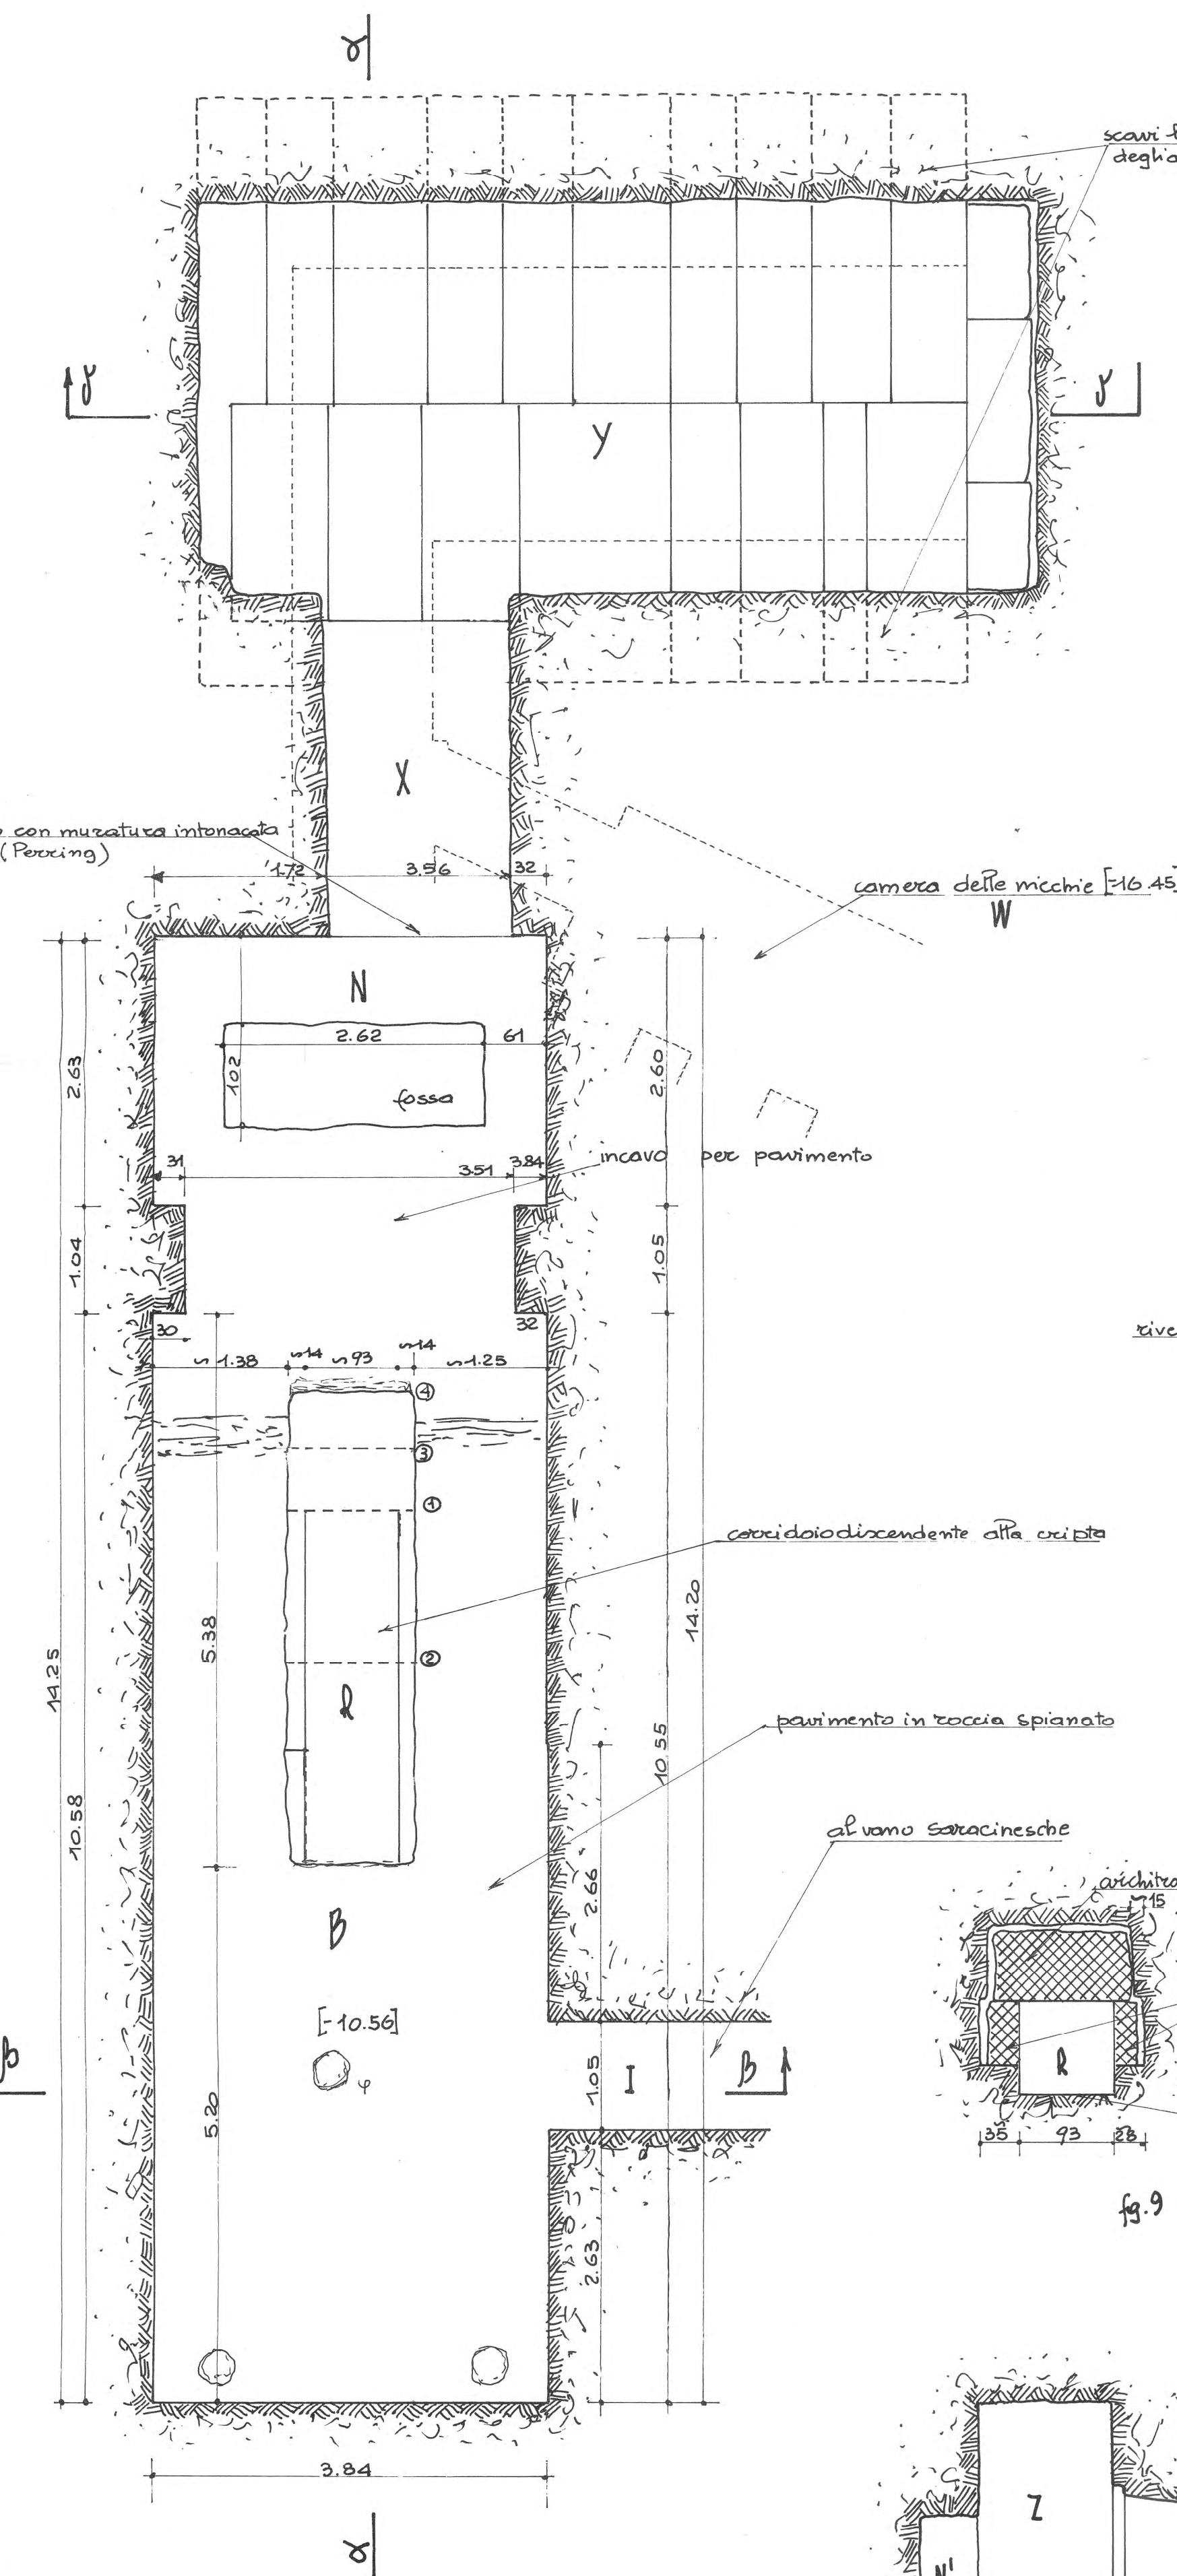 α
scavi
degli
γ
γ
Y
X
con muratura intonacata
(Perring)
1.72
3.56
32
camera delle nicchie [-16.45]
W
N
2.62
61
102
fossa
2.63
2.60
incavo per pavimento
31
3.51
3.84
1.04
1.05
30
32
∽1.38
∽14
∽93
∽14
∽1.25
4
3
1
corridoio discendente alla cripta
14.20
5.38
2
14.25
R
pavimento in roccia spianato
10.55
10.58
al vano saracinesche
2.66
15
B
[-10.56]
β
φ
1.05
I
β
R
5.20
35
93
28
fg.9
2.63
3.84
Z
N'
α